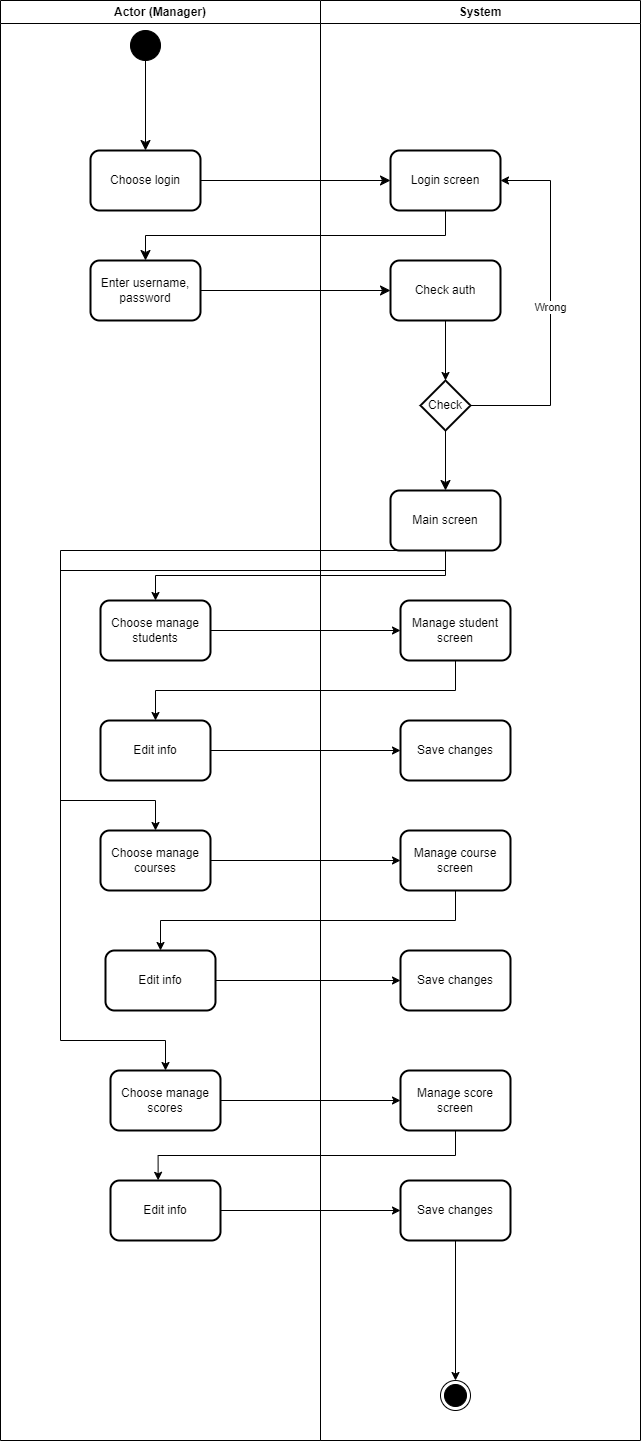 Actor (Manager)
System
Choose login
Login screen
Enter username,
password
Check auth
Wrong
Check
Main screen
Choose manage
students
Manage student
screen
Edit info
Save changes
Choose manage
courses
Manage course
screen
Edit info
Save changes
Choose manage
scores
Manage score
screen
Edit info
Save changes